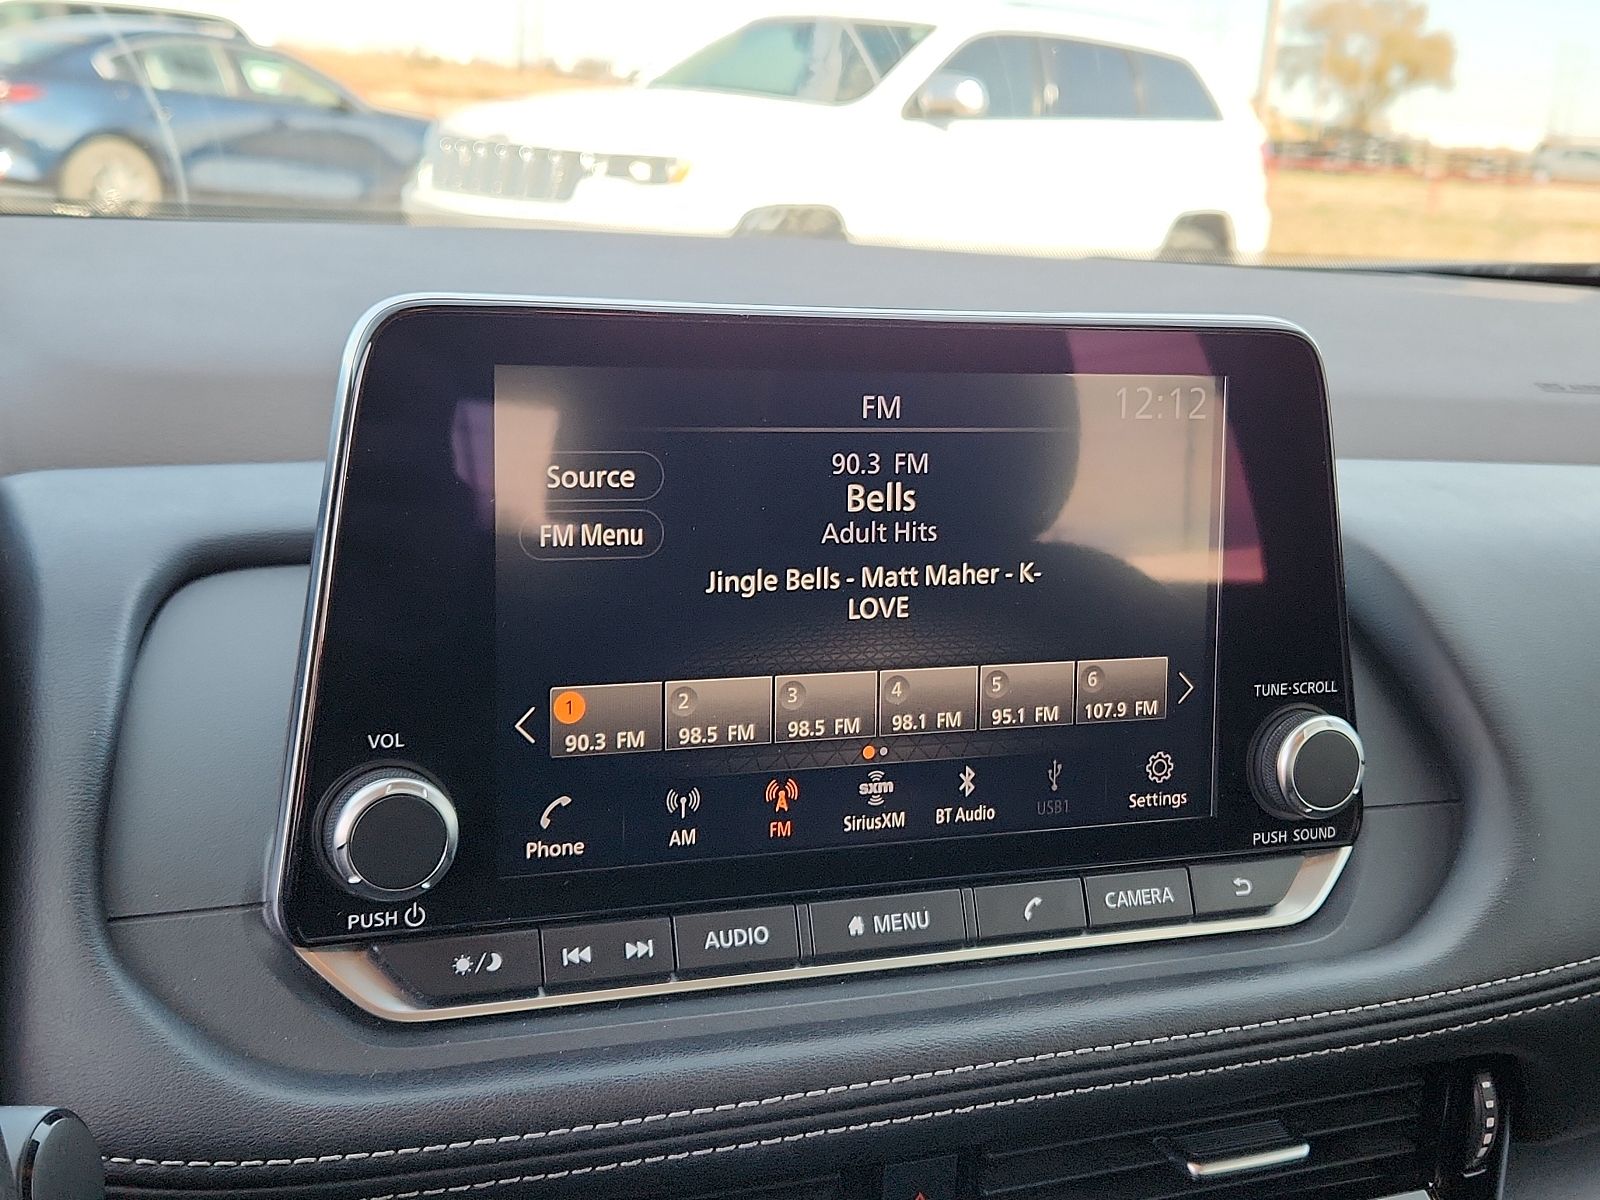 FM
12:12
Source
FM Menu
90.3 FM
Bells
Adult Hits
Jingle Bells - Matt Maher - K-
LOVE
1
90.3 FM
2
98.5 FM
3
98.5 FM
4
98.1 FM
5
95.1 FM
6
107.9 FM
Phone
AM
A
FM
sxm
SiriusXM
BT Audio
USB1
Settings
VOL
PUSH
TUNE·SCROLL
PUSH SOUND
AUDIO
MENU
CAMERA